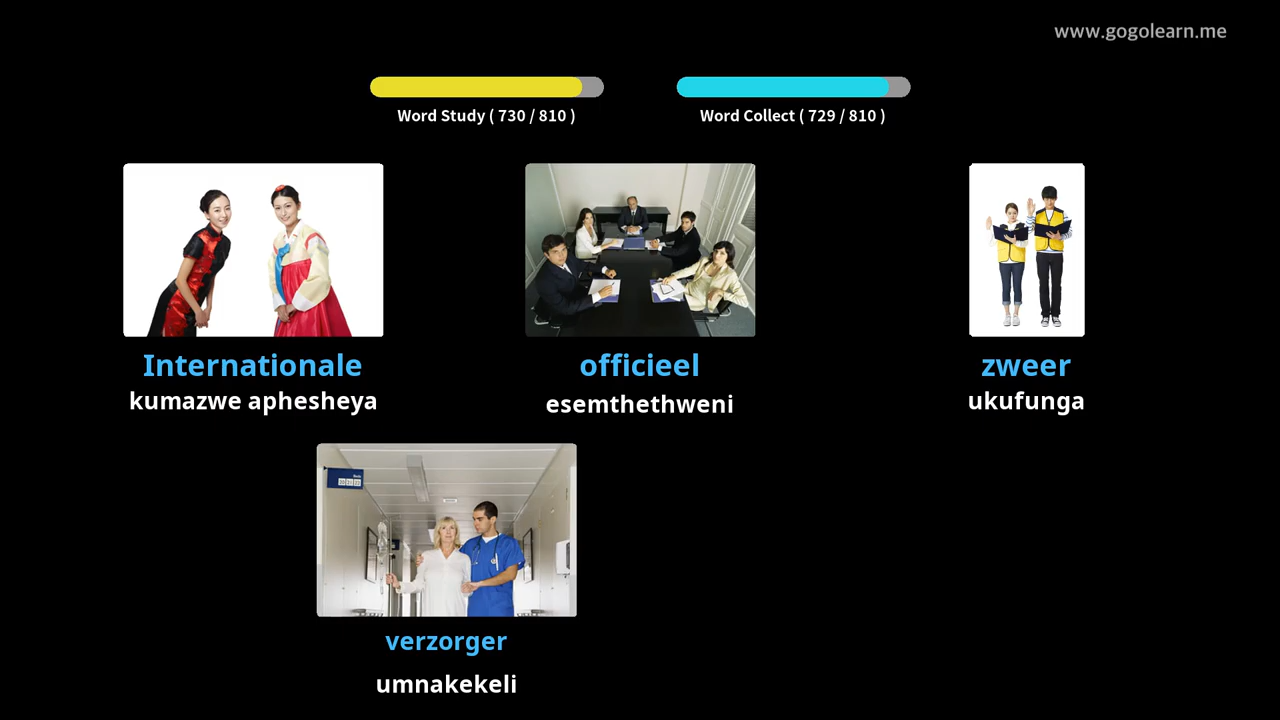 www.gogolearn.me
Word Study ( 730 / 810 )
Word Collect ( 729 / 810 )
Internationale
kumazwe aphesheya
officieel
esemthethweni
zweer
ukufunga
verzorger
umnakekeli